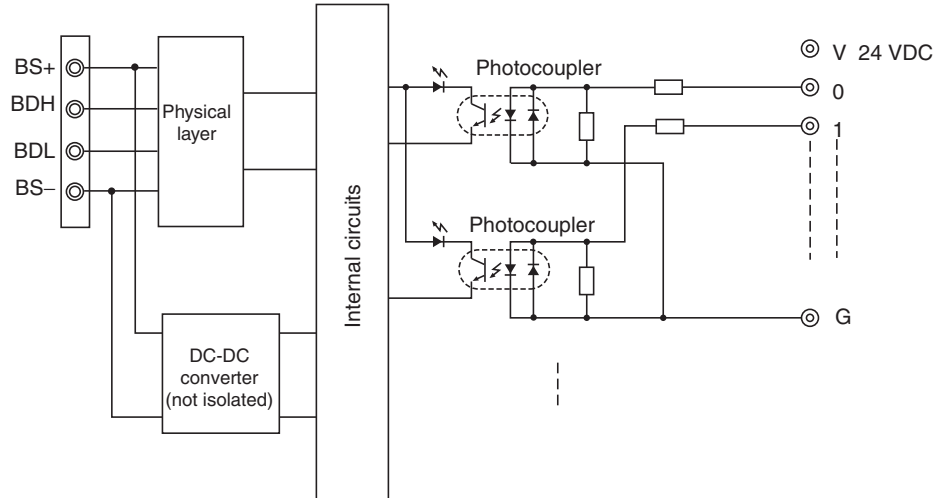 BS+
BDH
BDL
BS−
Physical
layer
DC-DC
converter
(not isolated)
Internal circuits
Photocoupler
Photocoupler
V 24 VDC
0
1
G